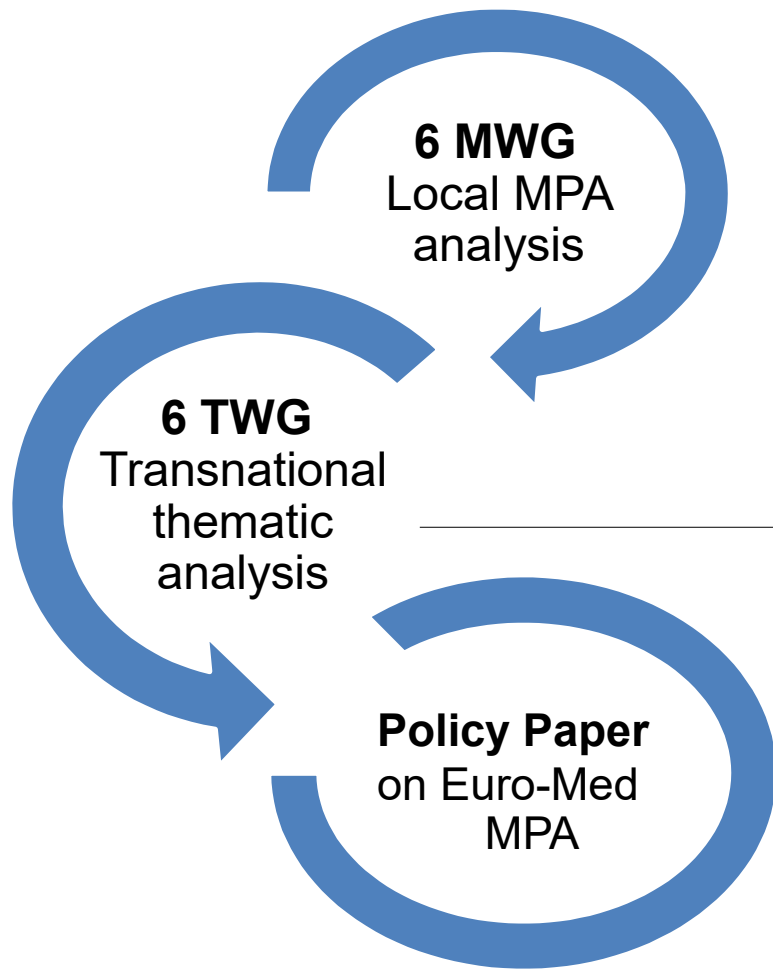 6 MWG
Local MPA
analysis
6 TWG
Transnational
thematic
analysis
Policy Paper
on Euro-Med
MPA